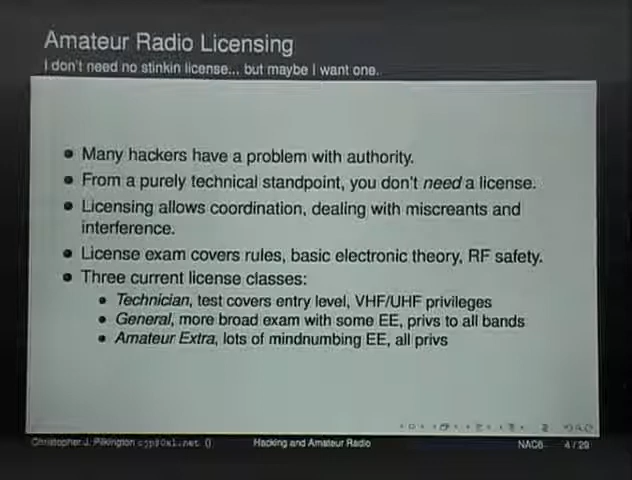 Amateur Radio Licensing
I don't need no stinkin license... but maybe I want one.
Many hackers have a problem with authority.
From a purely technical standpoint, you don't need a license.
Licensing allows coordination, dealing with miscreants and
interference.
License exam covers rules, basic electronic theory, RF safety.
Three current license classes:
Technician, test covers entry level, VHF/UHF privileges
General, more broad exam with some EE, privs to all bands
Amateur Extra, lots of mindnumbing EE, all privs
Christopher J. Pilkington cjp@0x1.net () Hacking and Amateur Radio NAC6 4 / 29